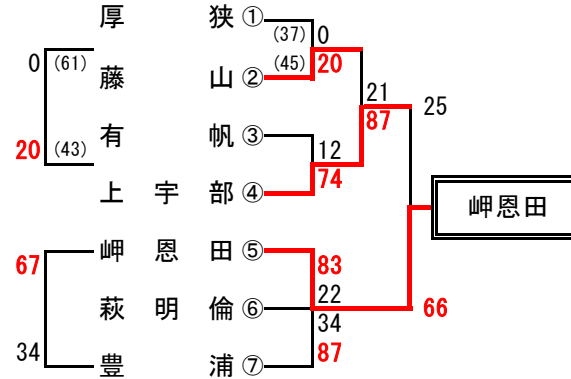 厚 狭 ①
(37) 0
0 (61)
(45) 20
藤 山 ②
21 25
87
有 帆 ③
20 (43)
12
74
上 宇 部 ④
岬恩田
岬 恩 田 ⑤
67
83
22
萩 明 倫 ⑥
66
34
34
87
豊 浦 ⑦